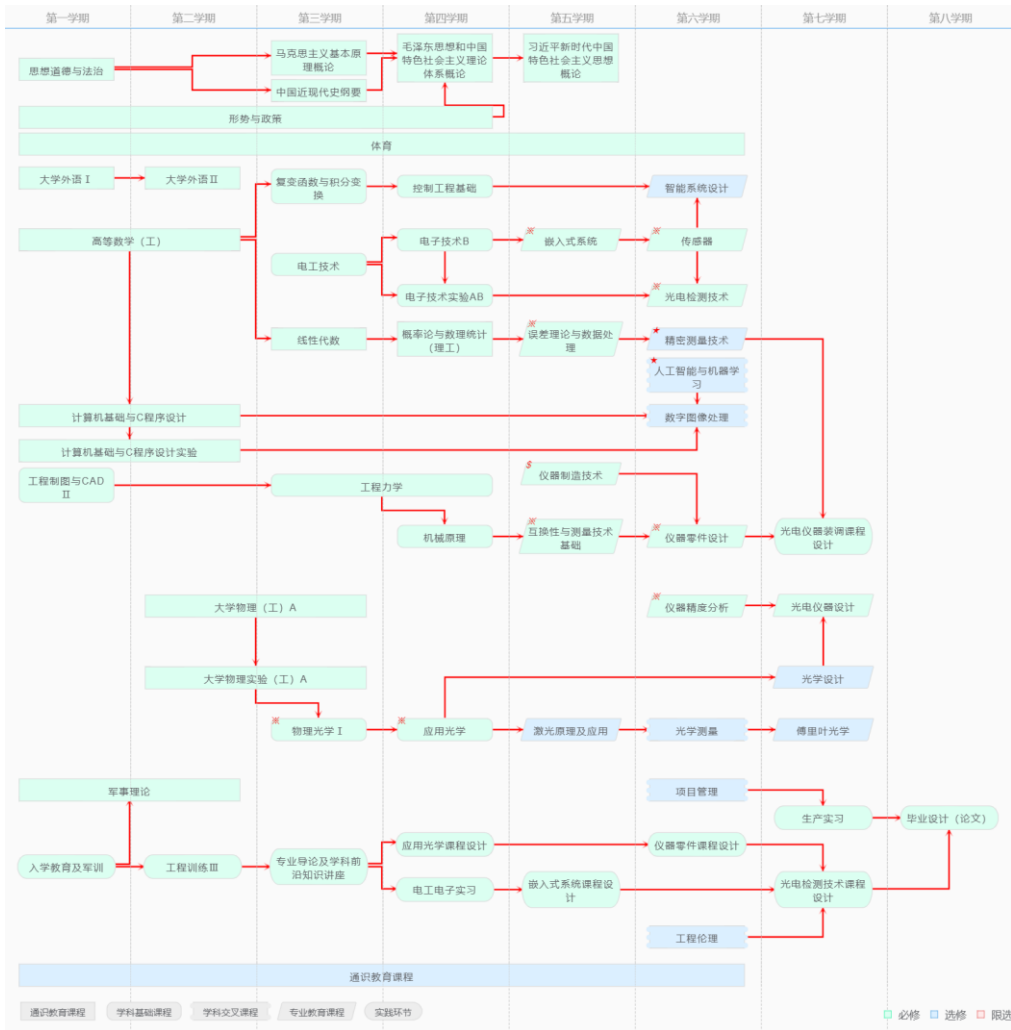 第一学期
第二学期
第三学期
第四学期
第五学期
第六学期
第七学期
第八学期
思想道德与法治
马克思主义基本原
理概论
中国近现代史纲要
毛泽东思想和中国
特色社会主义理论
体系概论
习近平新时代中国
特色社会主义思想
概论
形势与政策
体育
大学外语Ⅰ
大学外语Ⅱ
复变函数与积分变
换
控制工程基础
智能系统设计
高等数学（工）
电工技术
电子技术B
※
嵌入式系统
※
传感器
电子技术实验AB
※
光电检测技术
线性代数
概率论与数理统计
（理工）
※
误差理论与数据处
理
★
精密测量技术
★
人工智能与机器学
习
计算机基础与C程序设计
数字图像处理
计算机基础与C程序设计实验
工程制图与CAD
Ⅱ
工程力学
$
仪器制造技术
机械原理
※
互换性与测量技术
基础
※
仪器零件设计
光电仪器装调课程
设计
大学物理（工）A
※
仪器精度分析
光电仪器设计
大学物理实验（工）A
光学设计
※
物理光学Ⅰ
※
应用光学
激光原理及应用
光学测量
傅里叶光学
军事理论
项目管理
生产实习
毕业设计（论文）
入学教育及军训
工程训练Ⅲ
专业导论及学科前
沿知识讲座
应用光学课程设计
仪器零件课程设计
电工电子实习
嵌入式系统课程设
计
光电检测技术课程
设计
工程伦理
通识教育课程
通识教育课程
学科基础课程
学科交叉课程
专业教育课程
实践环节
必修
选修
限选